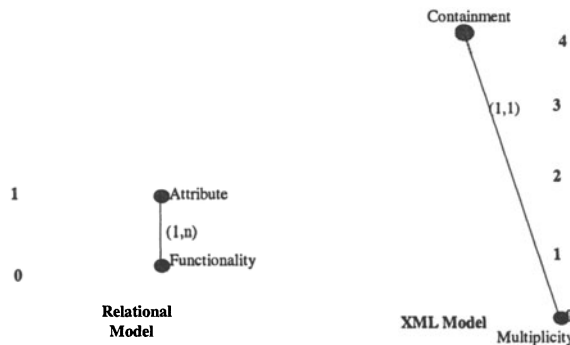 Containment
4
(1,1)
3
1
Attribute
2
(1,n)
1
0
Functionality
Relational
Model
XML Model
Multiplicity